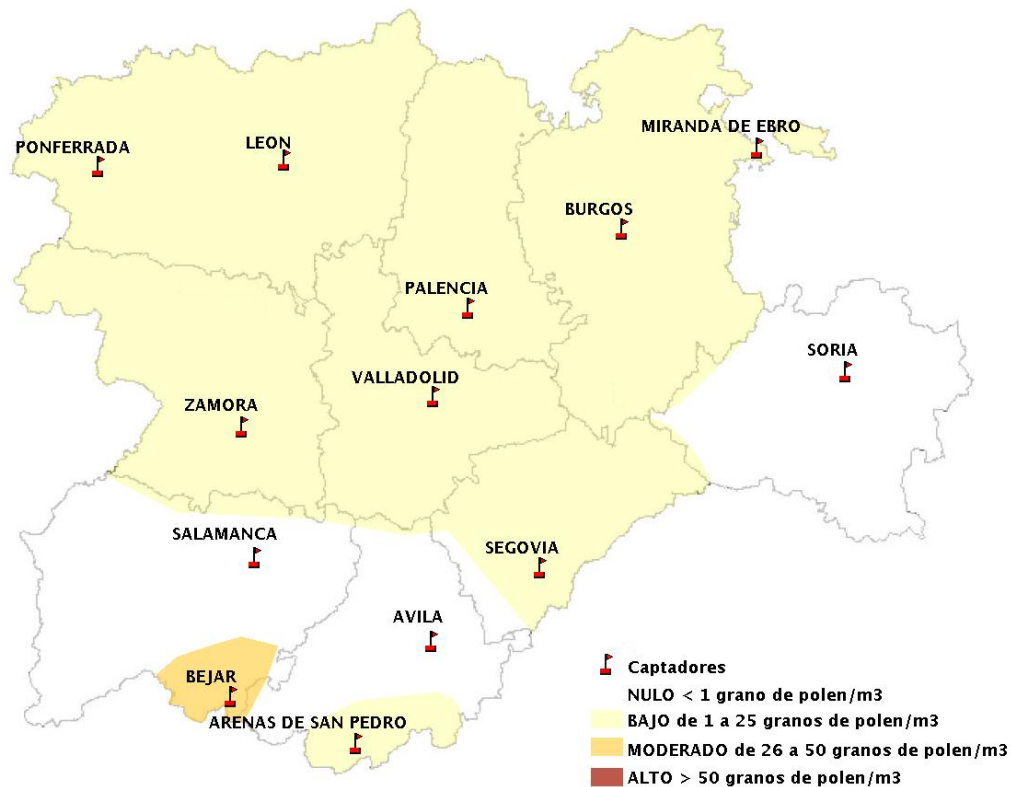 MIRANDA DE EBRO
PONFERRADA
LEON
BURGOS
PALENCIA
SORIA
VALLADOLID
ZAMORA
SALAMANCA
SEGOVIA
AVILA
BEJAR
ARENAS DE SAN PEDRO
Captadores
NULO < 1 grano de polen/m3
BAJO de 1 a 25 granos de polen/m3
MODERADO de 26 a 50 granos de polen/m3
ALTO > 50 granos de polen/m3